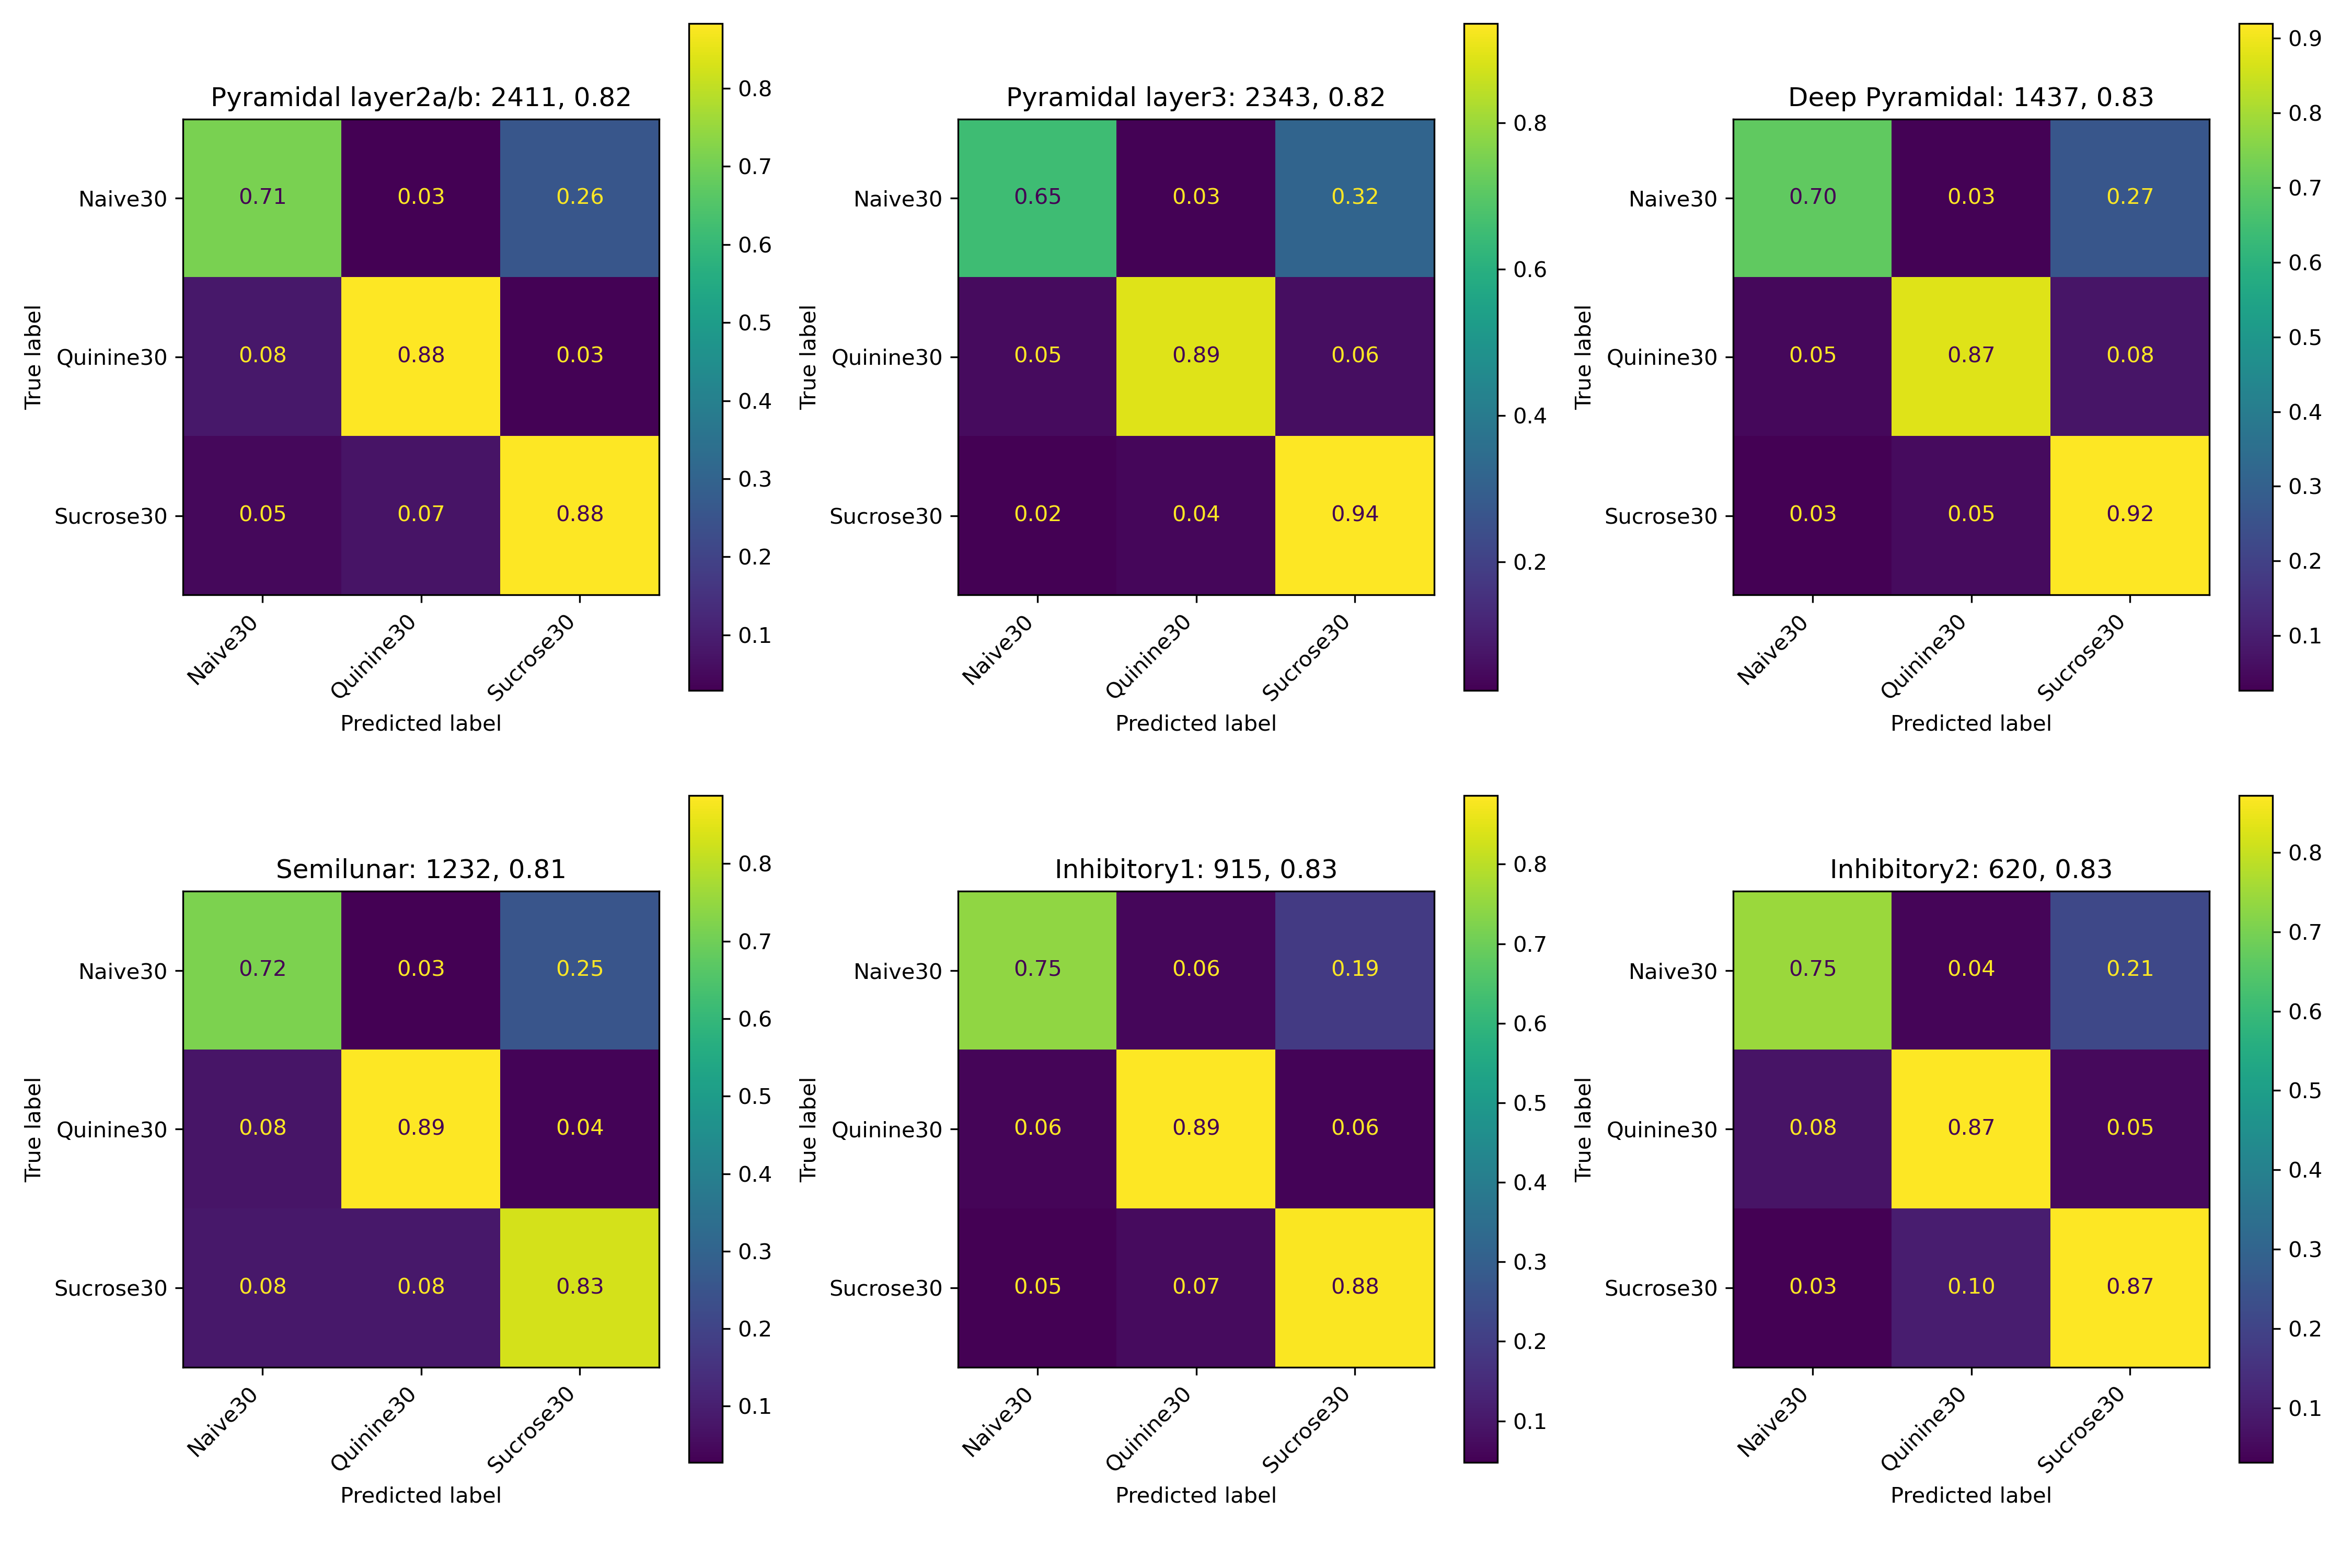 Pyramidal layer2a/b: 2411, 0.82
True label
Naive30
Quinine30
Sucrose30
0.71 0.03 0.26
0.08 0.88 0.03
0.05 0.07 0.88
Naive30
Quinine30
Sucrose30
Predicted label
0.8
0.7
0.6
0.5
0.4
0.3
0.2
0.1
Pyramidal layer3: 2343, 0.82
True label
Naive30
Quinine30
Sucrose30
0.65 0.03 0.32
0.05 0.89 0.06
0.02 0.04 0.94
Naive30
Quinine30
Sucrose30
Predicted label
0.8
0.6
0.4
0.2
Deep Pyramidal: 1437, 0.83
True label
Naive30
Quinine30
Sucrose30
0.70 0.03 0.27
0.05 0.87 0.08
0.03 0.05 0.92
Naive30
Quinine30
Sucrose30
Predicted label
0.9
0.8
0.7
0.6
0.5
0.4
0.3
0.2
0.1
Semilunar: 1232, 0.81
True label
Naive30
Quinine30
Sucrose30
0.72 0.03 0.25
0.08 0.89 0.04
0.08 0.08 0.83
Naive30
Quinine30
Sucrose30
Predicted label
0.8
0.7
0.6
0.5
0.4
0.3
0.2
0.1
Inhibitory1: 915, 0.83
True label
Naive30
Quinine30
Sucrose30
0.75 0.06 0.19
0.06 0.89 0.06
0.05 0.07 0.88
Naive30
Quinine30
Sucrose30
Predicted label
0.8
0.7
0.6
0.5
0.4
0.3
0.2
0.1
Inhibitory2: 620, 0.83
True label
Naive30
Quinine30
Sucrose30
0.75 0.04 0.21
0.08 0.87 0.05
0.03 0.10 0.87
Naive30
Quinine30
Sucrose30
Predicted label
0.8
0.7
0.6
0.5
0.4
0.3
0.2
0.1